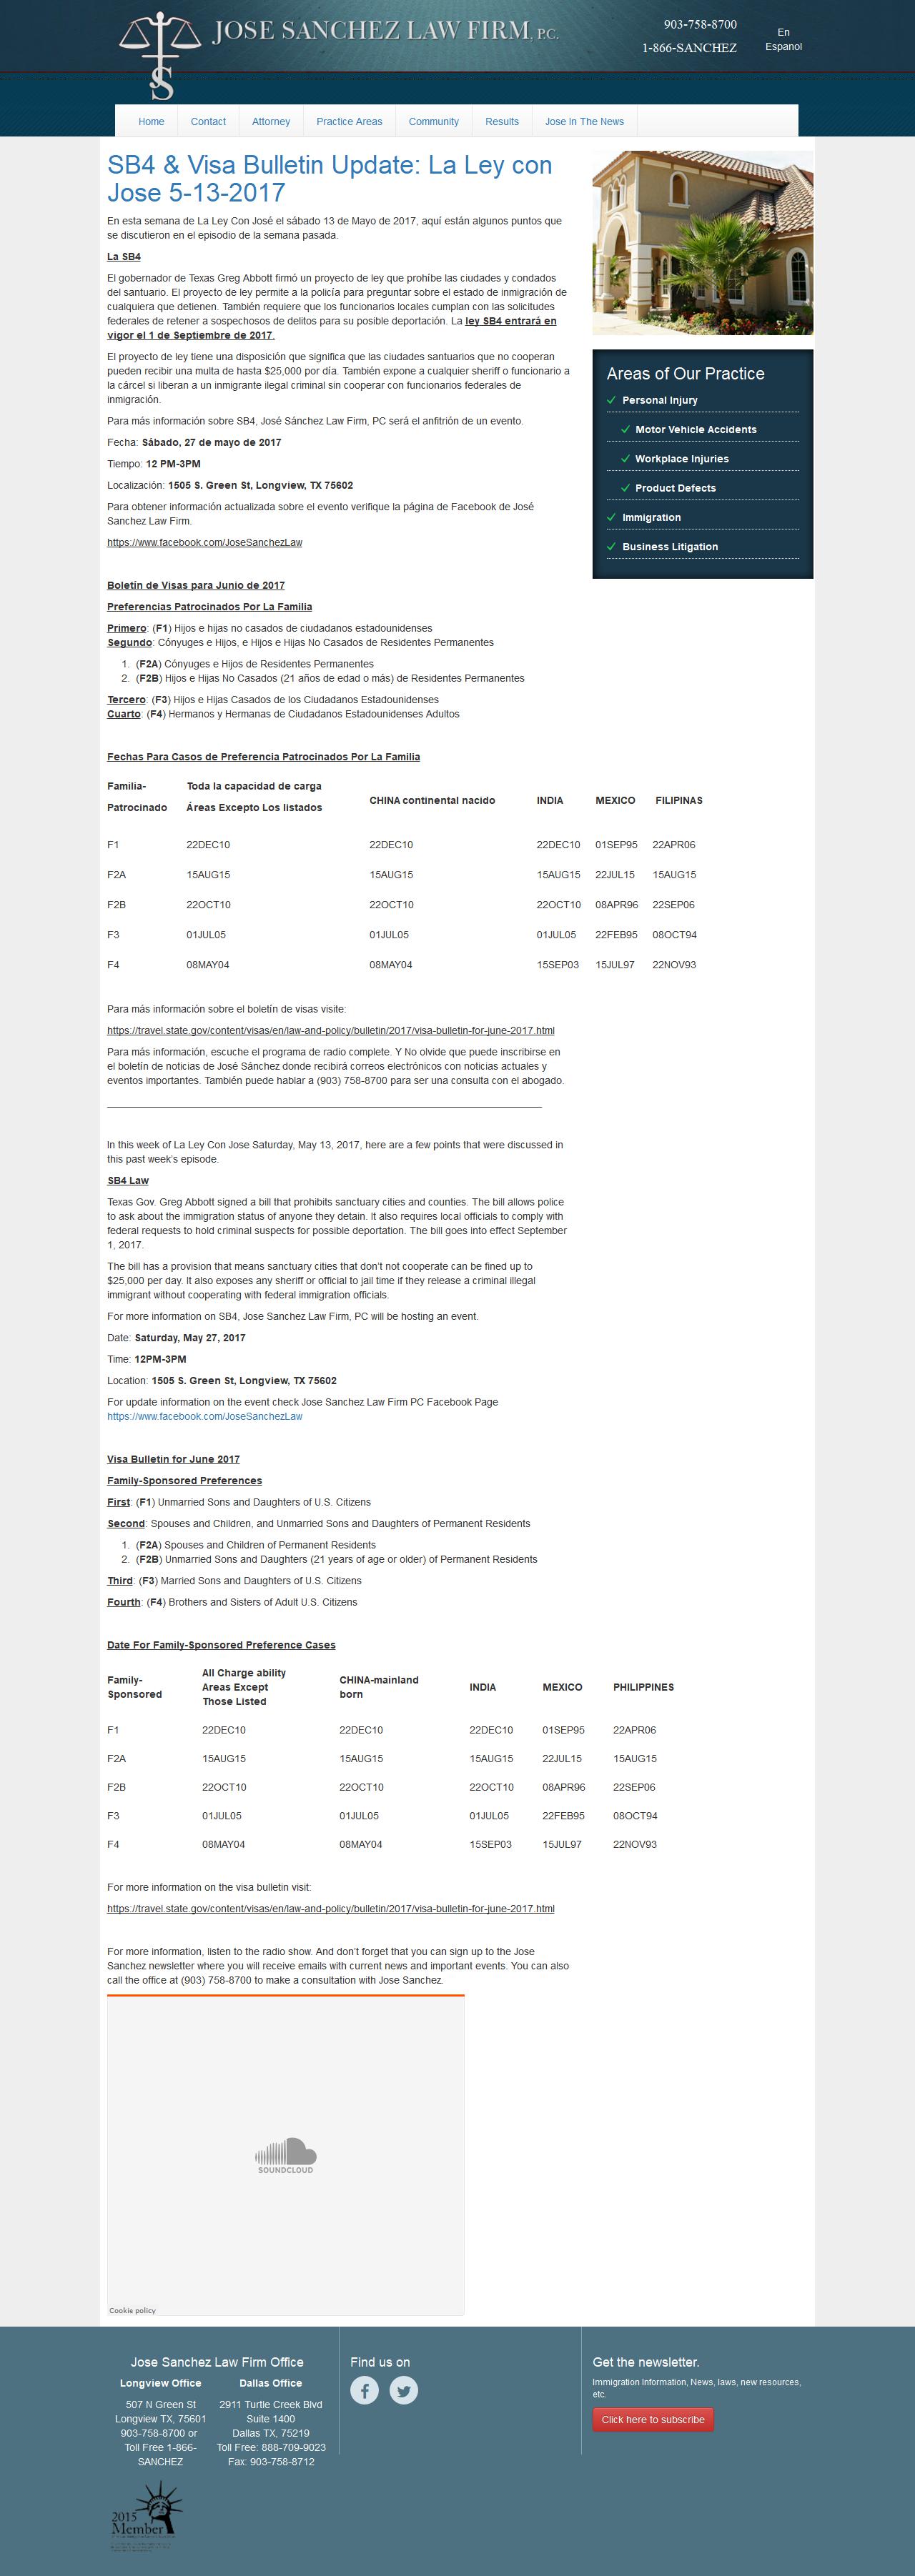 JOSE SANCHEZ LAW FIRM, P.C.
903-758-8700
1-866-SANCHEZ
En
Espanol
JS
Home Contact Attorney Practice Areas Community Results Jose In The News
SB4 & Visa Bulletin Update: La Ley con
Jose 5-13-2017
En esta semana de La Ley Con José el sábado 13 de Mayo de 2017, aquí están algunos puntos que
se discutieron en el episodio de la semana pasada.
La SB4
El gobernador de Texas Greg Abbott firmó un proyecto de ley que prohíbe las ciudades y condados
del santuario. El proyecto de ley permite a la policía para preguntar sobre el estado de inmigración de
cualquiera que detienen. También requiere que los funcionarios locales cumplan con las solicitudes
federales de retener a sospechosos de delitos para su posible deportación. La ley SB4 entrará en
vigor el 1 de Septiembre de 2017.
El proyecto de ley tiene una disposición que significa que las ciudades santuarios que no cooperan
pueden recibir una multa de hasta $25,000 por día. También expone a cualquier sheriff o funcionario a
la cárcel si liberan a un inmigrante ilegal criminal sin cooperar con funcionarios federales de
inmigración.
Para más información sobre SB4, José Sánchez Law Firm, PC será el anfitrión de un evento.
Fecha: Sábado, 27 de mayo de 2017
Tiempo: 12 PM-3PM
Localización: 1505 S. Green St, Longview, TX 75602
Para obtener información actualizada sobre el evento verifique la página de Facebook de José
Sanchez Law Firm.
https://www.facebook.com/JoseSanchezLaw
Boletín de Visas para Junio de 2017
Preferencias Patrocinados Por La Familia
Primero: (F1) Hijos e hijas no casados de ciudadanos estadounidenses
Segundo: Cónyuges e Hijos, e Hijos e Hijas No Casados de Residentes Permanentes
1. (F2A) Cónyuges e Hijos de Residentes Permanentes
2. (F2B) Hijos e Hijas No Casados (21 años de edad o más) de Residentes Permanentes
Tercero: (F3) Hijos e Hijas Casados de los Ciudadanos Estadounidenses
Cuarto: (F4) Hermanos y Hermanas de Ciudadanos Estadounidenses Adultos
Fechas Para Casos de Preferencia Patrocinados Por La Familia
Familia- Toda la capacidad de carga
CHINA continental nacido INDIA MEXICO FILIPINAS
Patrocinado Áreas Excepto Los listados
F1 22DEC10 22DEC10 22DEC10 01SEP95 22APR06
F2A 15AUG15 15AUG15 15AUG15 22JUL15 15AUG15
F2B 22OCT10 22OCT10 22OCT10 08APR96 22SEP06
F3 01JUL05 01JUL05 01JUL05 22FEB95 08OCT94
F4 08MAY04 08MAY04 15SEP03 15JUL97 22NOV93
Para más información sobre el boletín de visas visite:
https://travel.state.gov/content/visas/en/law-and-policy/bulletin/2017/visa-bulletin-for-june-2017.html
Para más información, escuche el programa de radio complete. Y No olvide que puede inscribirse en
el boletín de noticias de José Sánchez donde recibirá correos electrónicos con noticias actuales y
eventos importantes. También puede hablar a (903) 758-8700 para ser una consulta con el abogado.
In this week of La Ley Con Jose Saturday, May 13, 2017, here are a few points that were discussed in
this past week's episode.
SB4 Law
Texas Gov. Greg Abbott signed a bill that prohibits sanctuary cities and counties. The bill allows police
to ask about the immigration status of anyone they detain. It also requires local officials to comply with
federal requests to hold criminal suspects for possible deportation. The bill goes into effect September
1, 2017.
The bill has a provision that means sanctuary cities that don't not cooperate can be fined up to
$25,000 per day. It also exposes any sheriff or official to jail time if they release a criminal illegal
immigrant without cooperating with federal immigration officials.
For more information on SB4, Jose Sanchez Law Firm, PC will be hosting an event.
Date: Saturday, May 27, 2017
Time: 12PM-3PM
Location: 1505 S. Green St, Longview, TX 75602
For update information on the event check Jose Sanchez Law Firm PC Facebook Page
https://www.facebook.com/JoseSanchezLaw
Visa Bulletin for June 2017
Family-Sponsored Preferences
First: (F1) Unmarried Sons and Daughters of U.S. Citizens
Second: Spouses and Children, and Unmarried Sons and Daughters of Permanent Residents
1. (F2A) Spouses and Children of Permanent Residents
2. (F2B) Unmarried Sons and Daughters (21 years of age or older) of Permanent Residents
Third: (F3) Married Sons and Daughters of U.S. Citizens
Fourth: (F4) Brothers and Sisters of Adult U.S. Citizens
Date For Family-Sponsored Preference Cases
Family-
Sponsored
All Charge ability
Areas Except
Those Listed
CHINA-mainland
born
INDIA MEXICO PHILIPPINES
F1 22DEC10 22DEC10 22DEC10 01SEP95 22APR06
F2A 15AUG15 15AUG15 15AUG15 22JUL15 15AUG15
F2B 22OCT10 22OCT10 22OCT10 08APR96 22SEP06
F3 01JUL05 01JUL05 01JUL05 22FEB95 08OCT94
F4 08MAY04 08MAY04 15SEP03 15JUL97 22NOV93
For more information on the visa bulletin visit:
https://travel.state.gov/content/visas/en/law-and-policy/bulletin/2017/visa-bulletin-for-june-2017.html
For more information, listen to the radio show. And don't forget that you can sign up to the Jose
Sanchez newsletter where you will receive emails with current news and important events. You can also
call the office at (903) 758-8700 to make a consultation with Jose Sanchez.
SOUNDCLOUD
Cookie policy
Areas of Our Practice
Personal Injury
Motor Vehicle Accidents
Workplace Injuries
Product Defects
Immigration
Business Litigation
Jose Sanchez Law Firm Office
Longview Office
507 N Green St
Longview TX, 75601
903-758-8700 or
Toll Free 1-866-
SANCHEZ
Dallas Office
2911 Turtle Creek Blvd
Suite 1400
Dallas TX, 75219
Toll Free: 888-709-9023
Fax: 903-758-8712
2015
Member
Find us on
Get the newsletter.
Immigration Information, News, laws, new resources,
etc.
Click here to subscribe